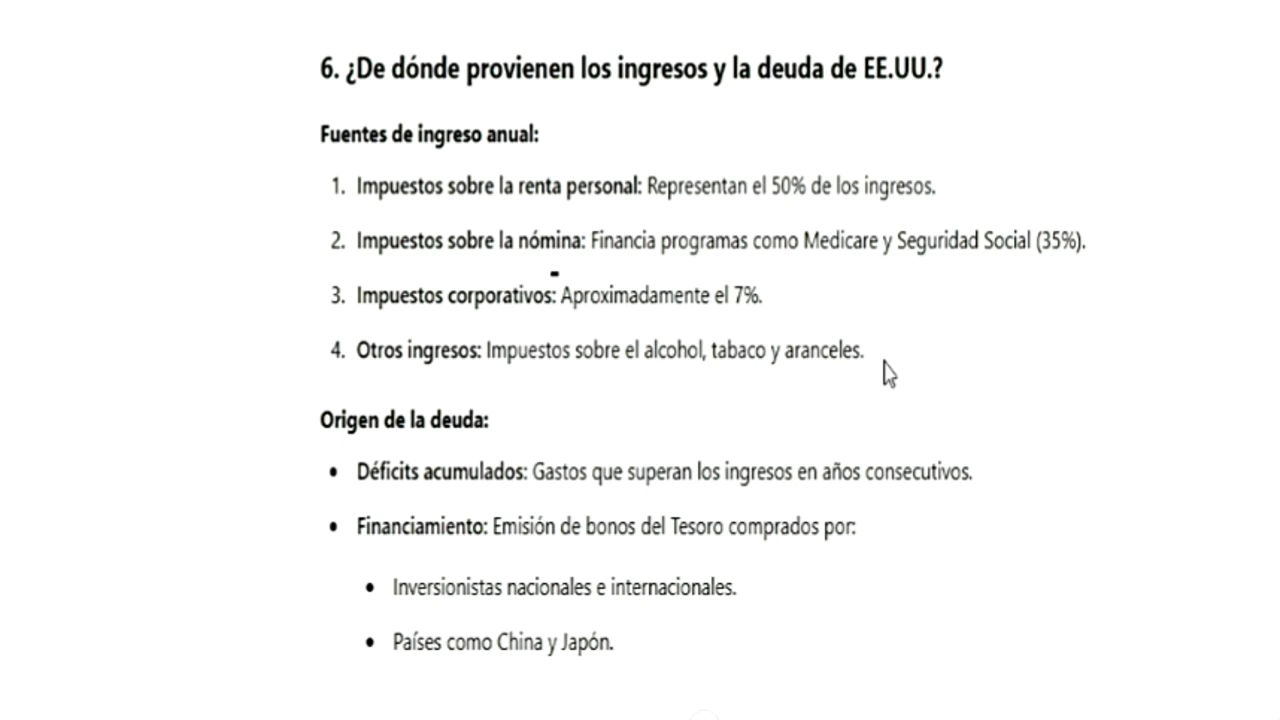 6. ¿De dónde provienen los ingresos y la deuda de EE.UU.?
Fuentes de ingreso anual:
1. Impuestos sobre la renta personal: Representan el 50% de los ingresos.
2. Impuestos sobre la nómina: Financia programas como Medicare y Seguridad Social (35%).
3. Impuestos corporativos: Aproximadamente el 7%.
4. Otros ingresos: Impuestos sobre el alcohol, tabaco y aranceles.
Origen de la deuda:
• Déficits acumulados: Gastos que superan los ingresos en años consecutivos.
• Financiamiento: Emisión de bonos del Tesoro comprados por:
• Inversionistas nacionales e internacionales.
• Países como China y Japón.